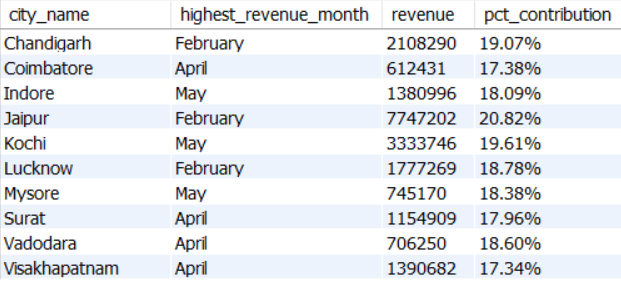 city_name highest_revenue_month revenue pct_contribution
Chandigarh February 2108290 19.07%
Coimbatore April 612431 17.38%
Indore May 1380996 18.09%
Jaipur February 7747202 20.82%
Kochi May 3333746 19.61%
Lucknow February 1777269 18.78%
Mysore May 745170 18.38%
Surat April 1154909 17.96%
Vadodara April 706250 18.60%
Visakhapatnam April 1390682 17.34%